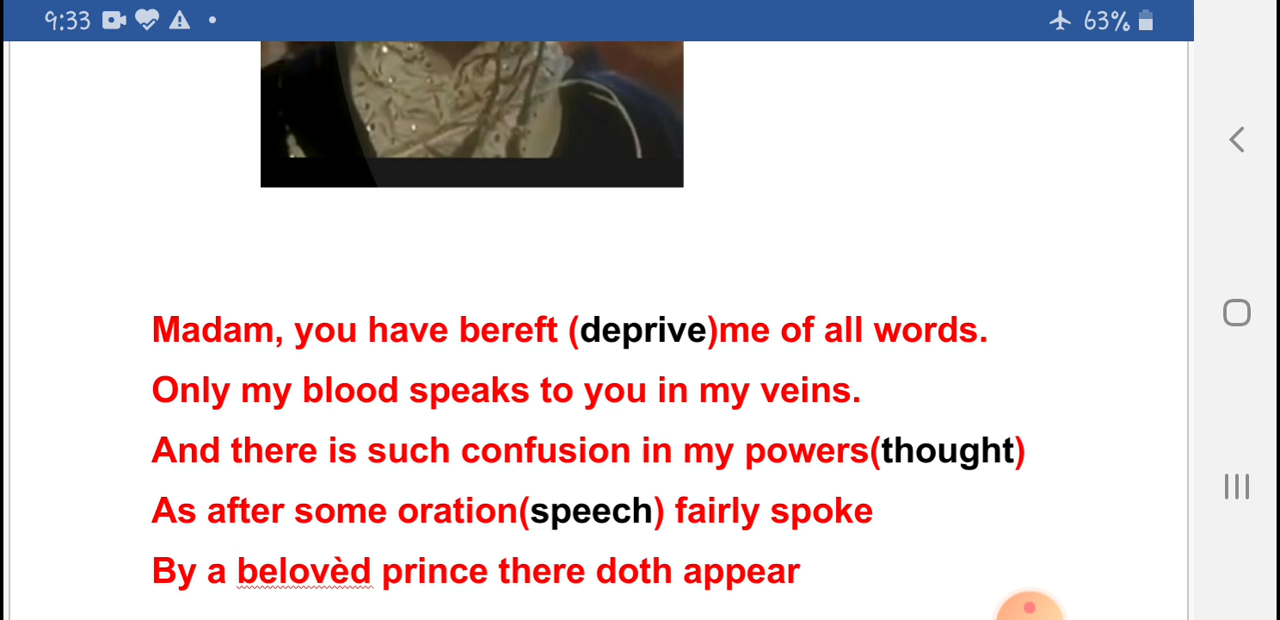 9:33
63%
Madam, you have bereft (deprive)me of all words.
Only my blood speaks to you in my veins.
And there is such confusion in my powers(thought)
As after some oration(speech) fairly spoke
By a belovèd prince there doth appear